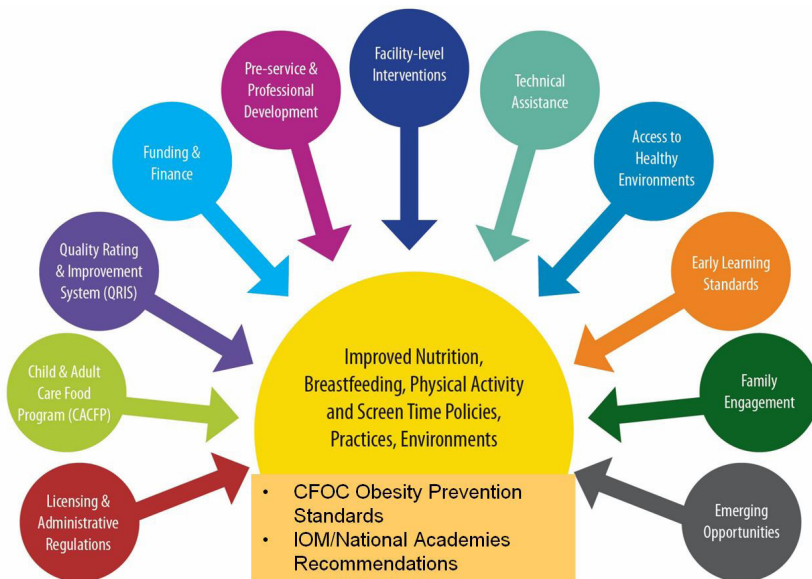 Facility-level
Interventions
Pre-service &
Professional
Development
Technical
Assistance
Funding &
Finance
Access to
Healthy
Environments
Quality Rating
& Improvement
System (QRIS)
Early Learning
Standards
Child & Adult
Care Food
Program (CACFP)
Family
Engagement
Licensing &
Administrative
Regulations
Emerging
Opportunities
Improved Nutrition,
Breastfeeding, Physical Activity
and Screen Time Policies,
Practices, Environments
• CFOC Obesity Prevention
Standards
• IOM/National Academies
Recommendations